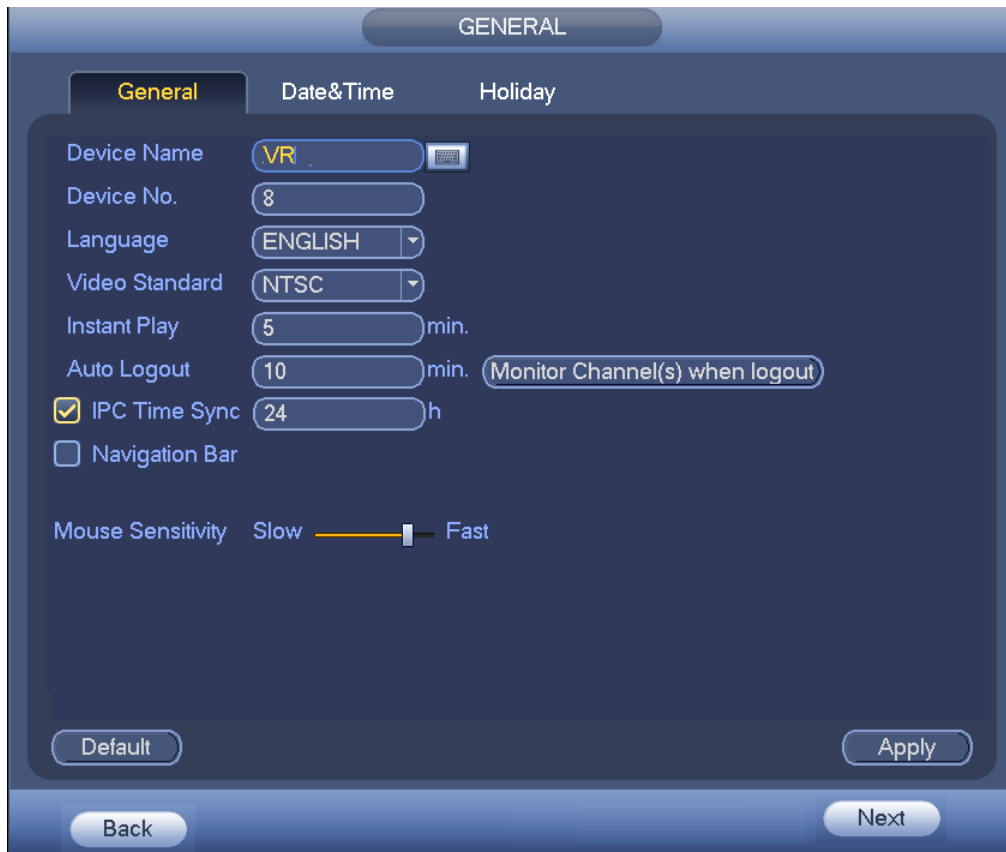 GENERAL
General Date&Time Holiday
Device Name VR
Device No. 8
Language ENGLISH
Video Standard NTSC
Instant Play 5 min.
Auto Logout 10 min. Monitor Channel(s) when logout
IPC Time Sync 24 h
Navigation Bar
Mouse Sensitivity Slow Fast
Default Apply
Back Next